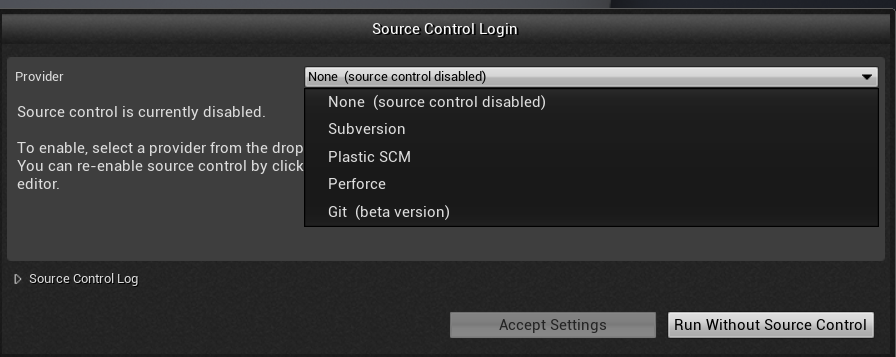 Source Control Login
Provider
None  (source control disabled)
None  (source control disabled)
Subversion
Plastic SCM
Perforce
Git  (beta version)
Source control is currently disabled.
To enable, select a provider from the drop
You can re-enable source control by click
editor.
Source Control Log
Accept Settings
Run Without Source Control